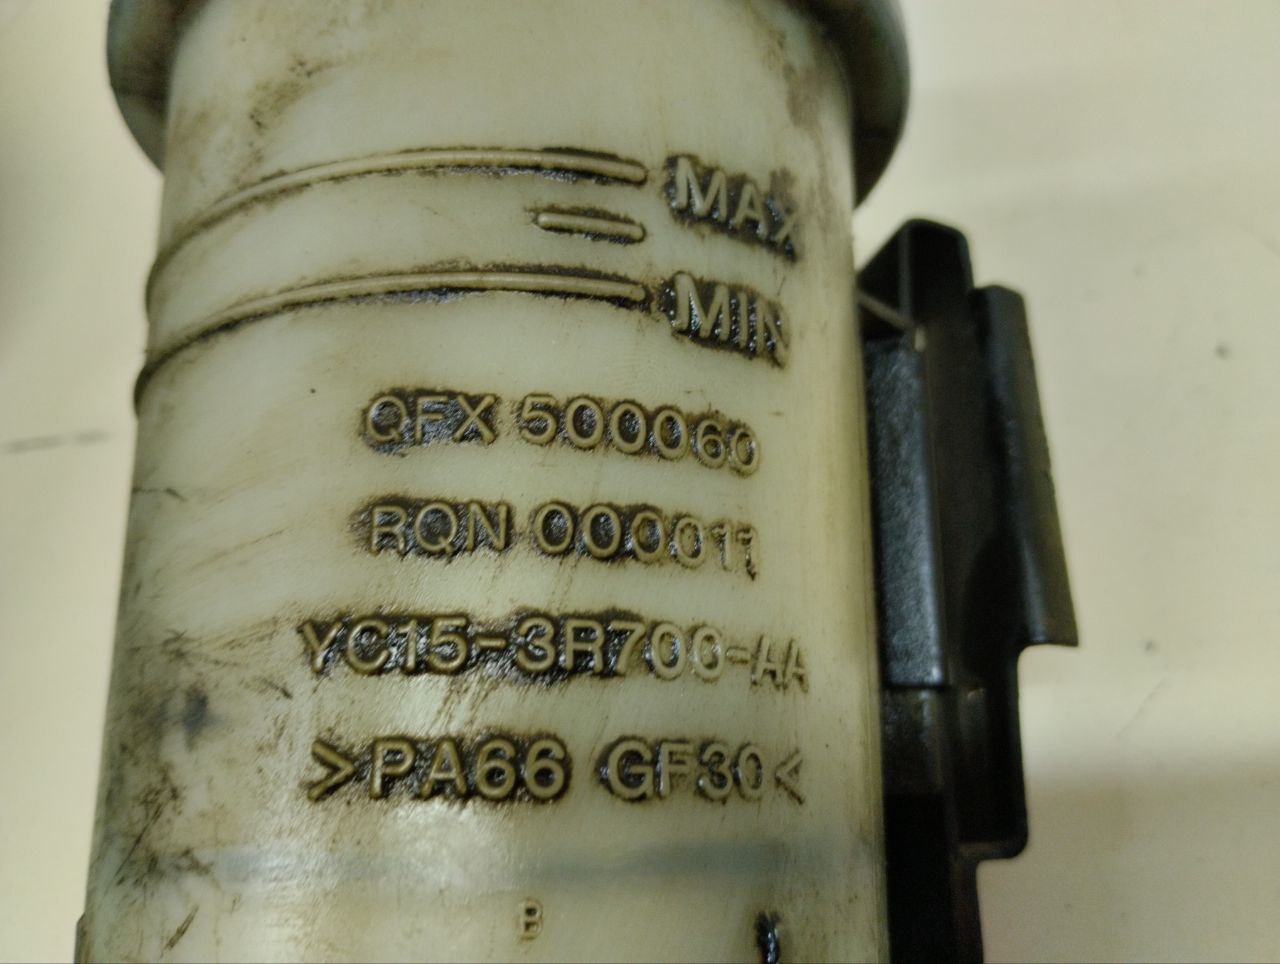 MAX
MIN
QFX 500060
RQN 000011
YC15-3R700-AA
>PA66 GF30<
B